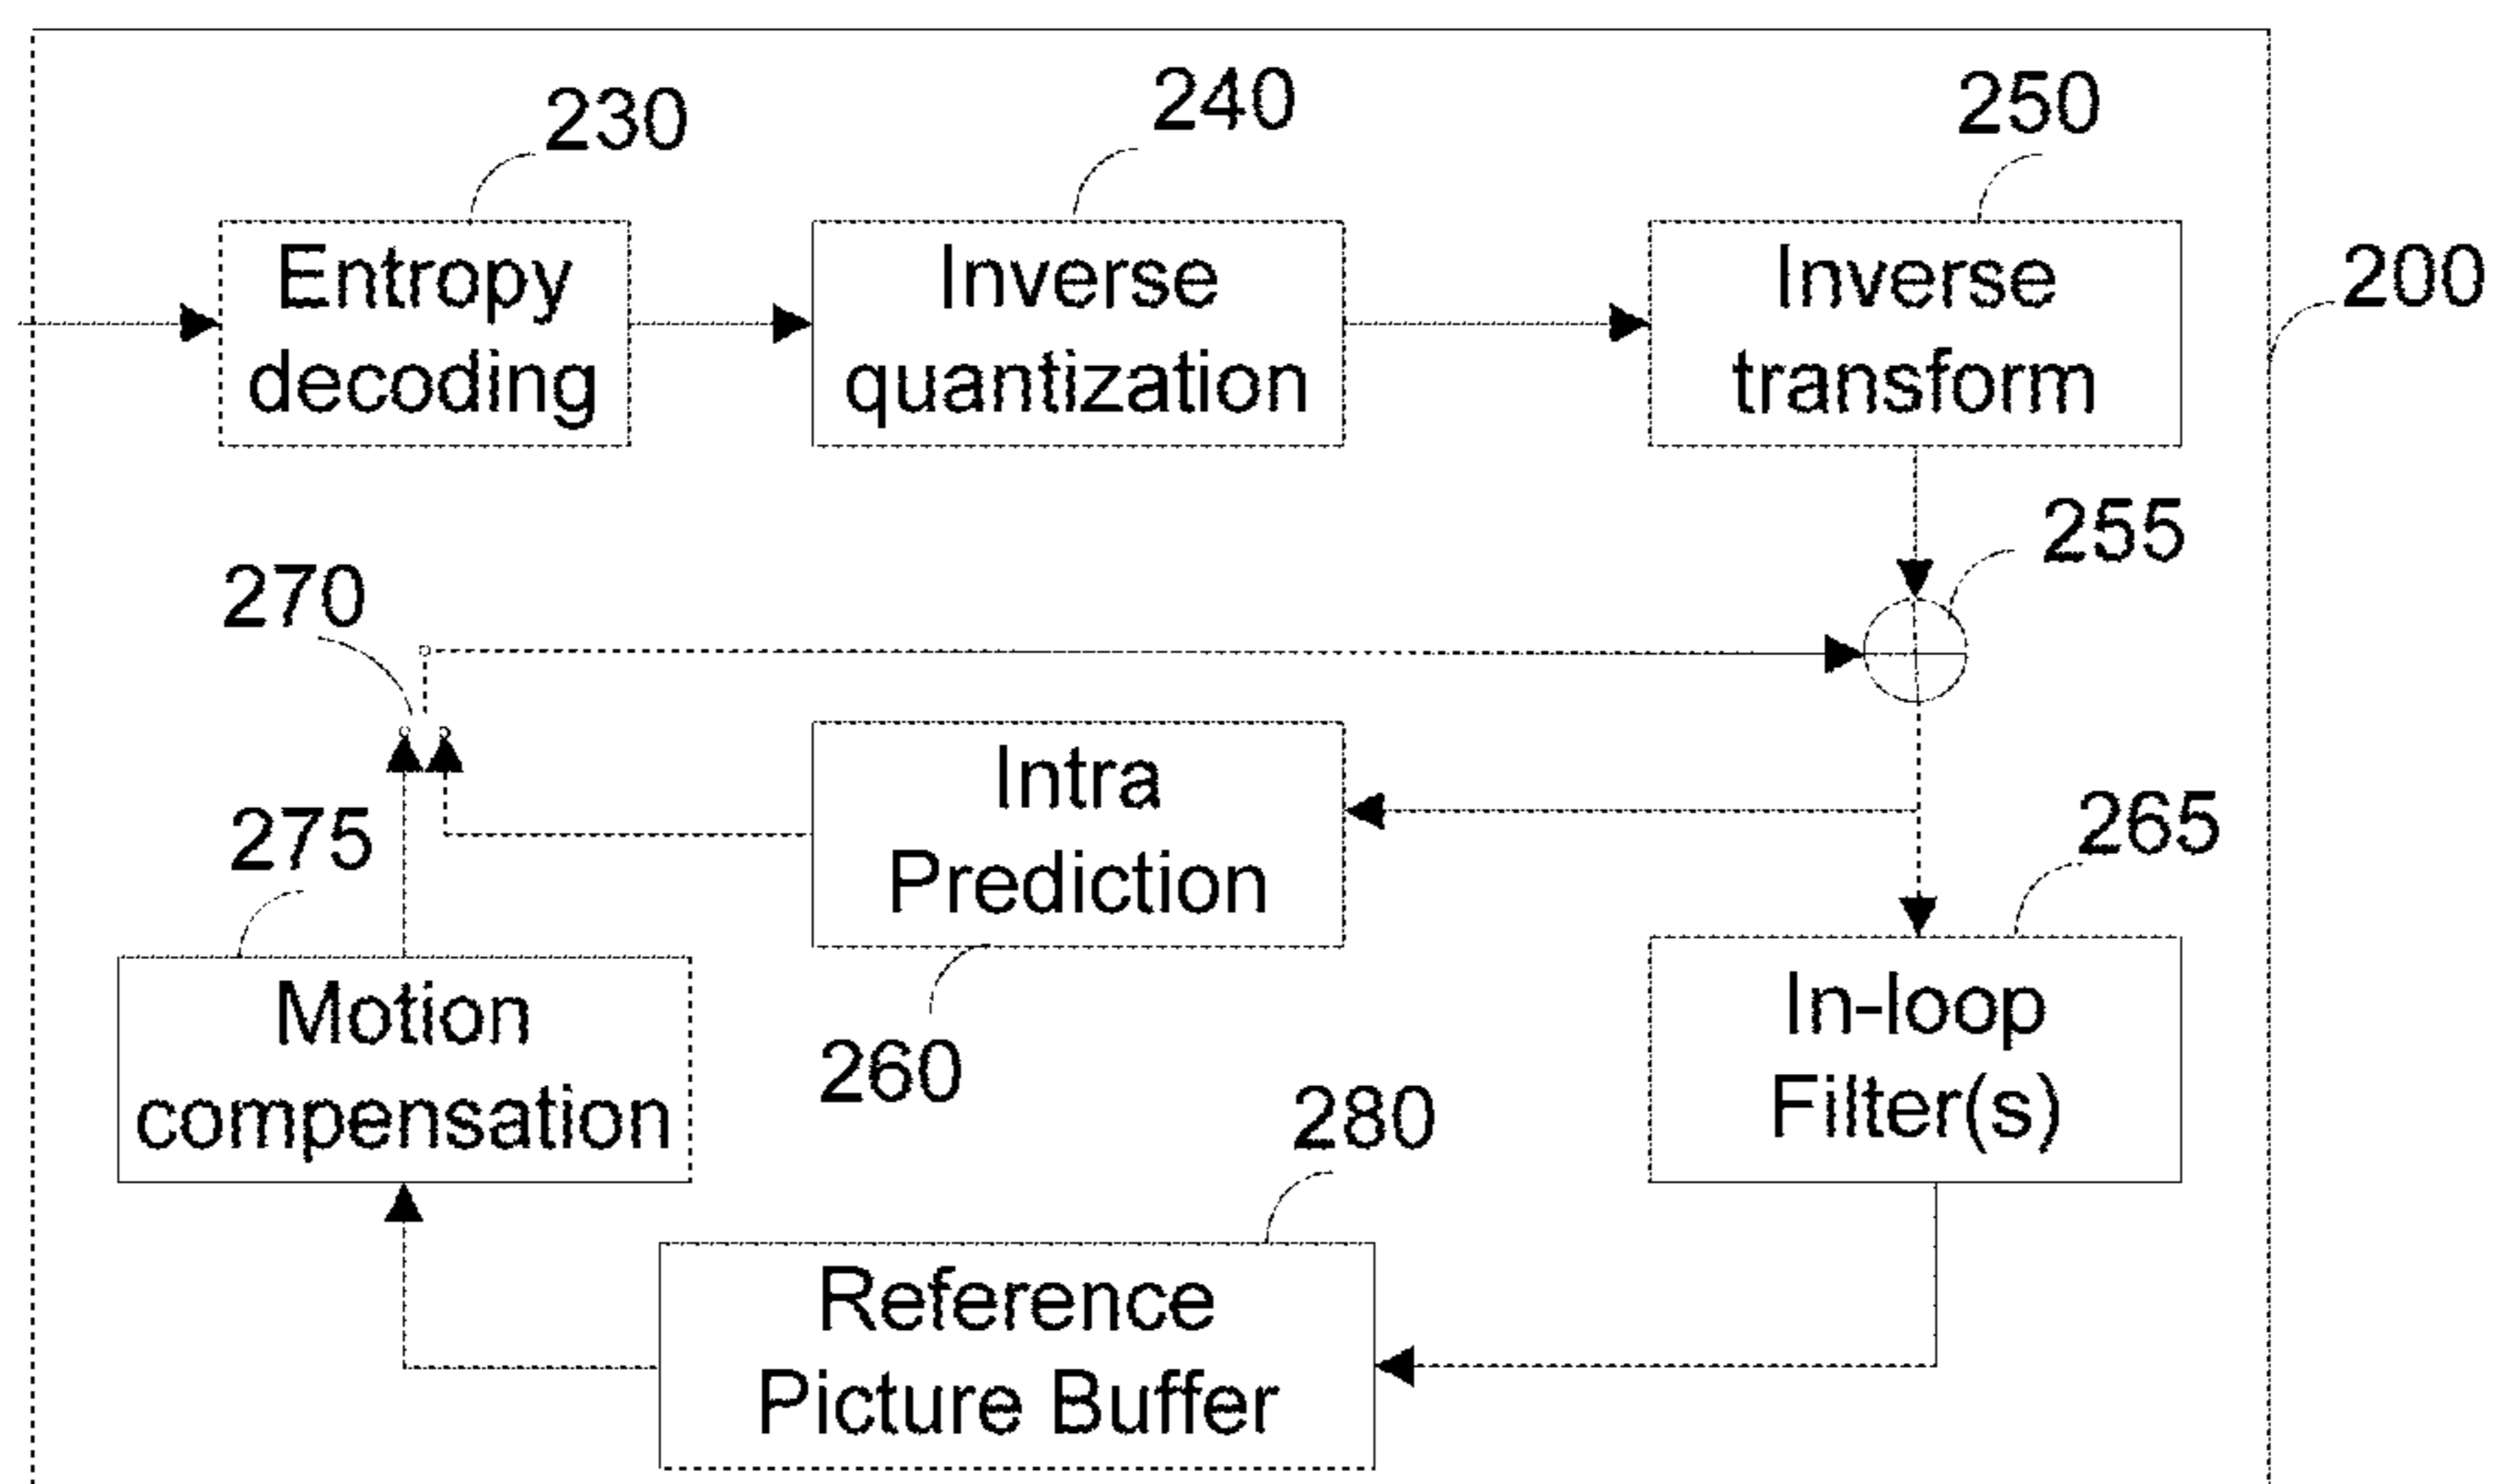 230
240
250
Entropy
decoding
Inverse
quantization
Inverse
transform
200
255
270
Intra
Prediction
260
275
265
Motion
compensation
In-loop
Filter(s)
280
Reference
Picture Buffer